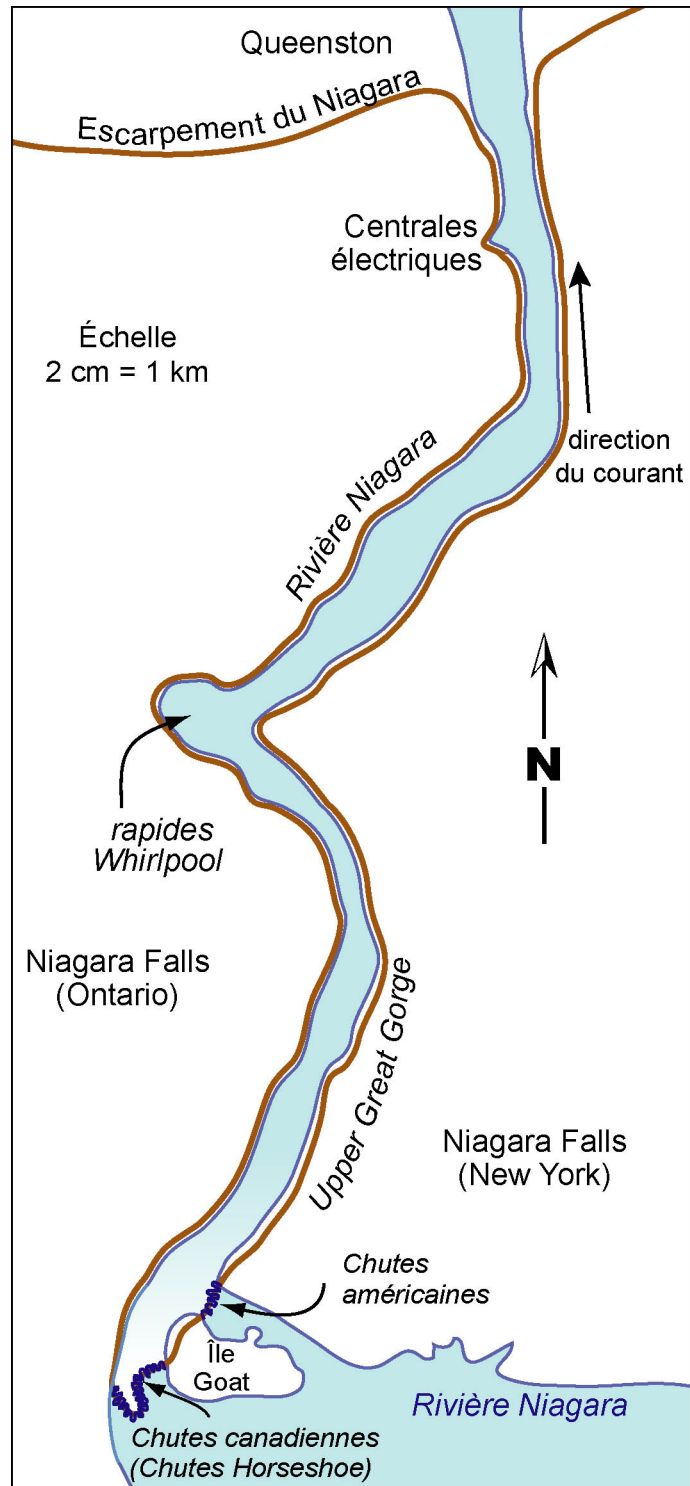 Queenston
Escarpement du Niagara
Centrales
électriques
Échelle
2 cm = 1 km
direction
du courant
Rivière Niagara
N
rapides
Whirlpool
Niagara Falls
(Ontario)
Upper Great Gorge
Niagara Falls
(New York)
Chutes
américaines
Île
Goat
Rivière Niagara
Chutes canadiennes
(Chutes Horseshoe)